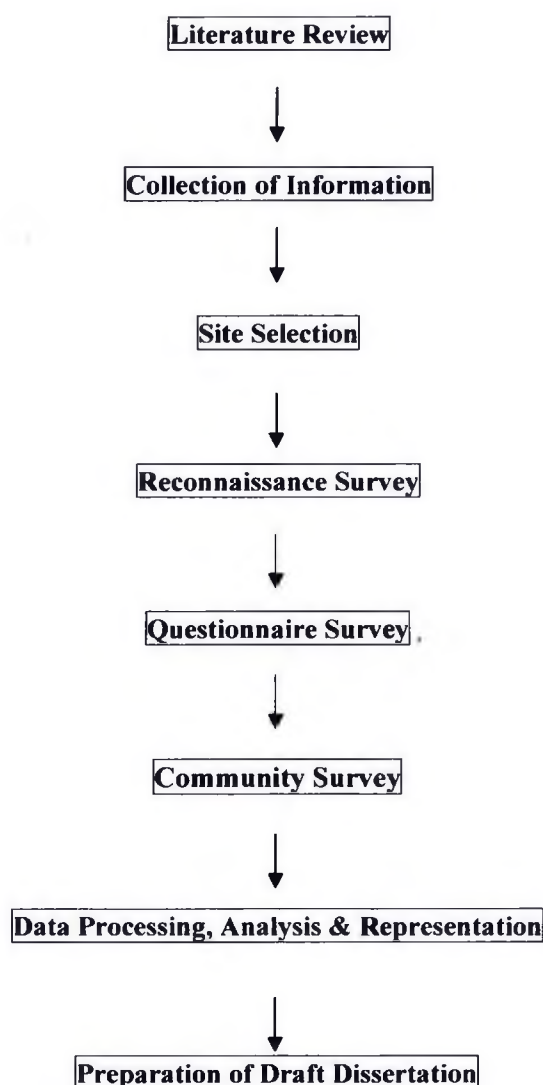 Literature Review
Collection of Information
Site Selection
Reconnaissance Survey
Questionnaire Survey
Community Survey
Data Processing, Analysis & Representation
Preparation of Draft Dissertation